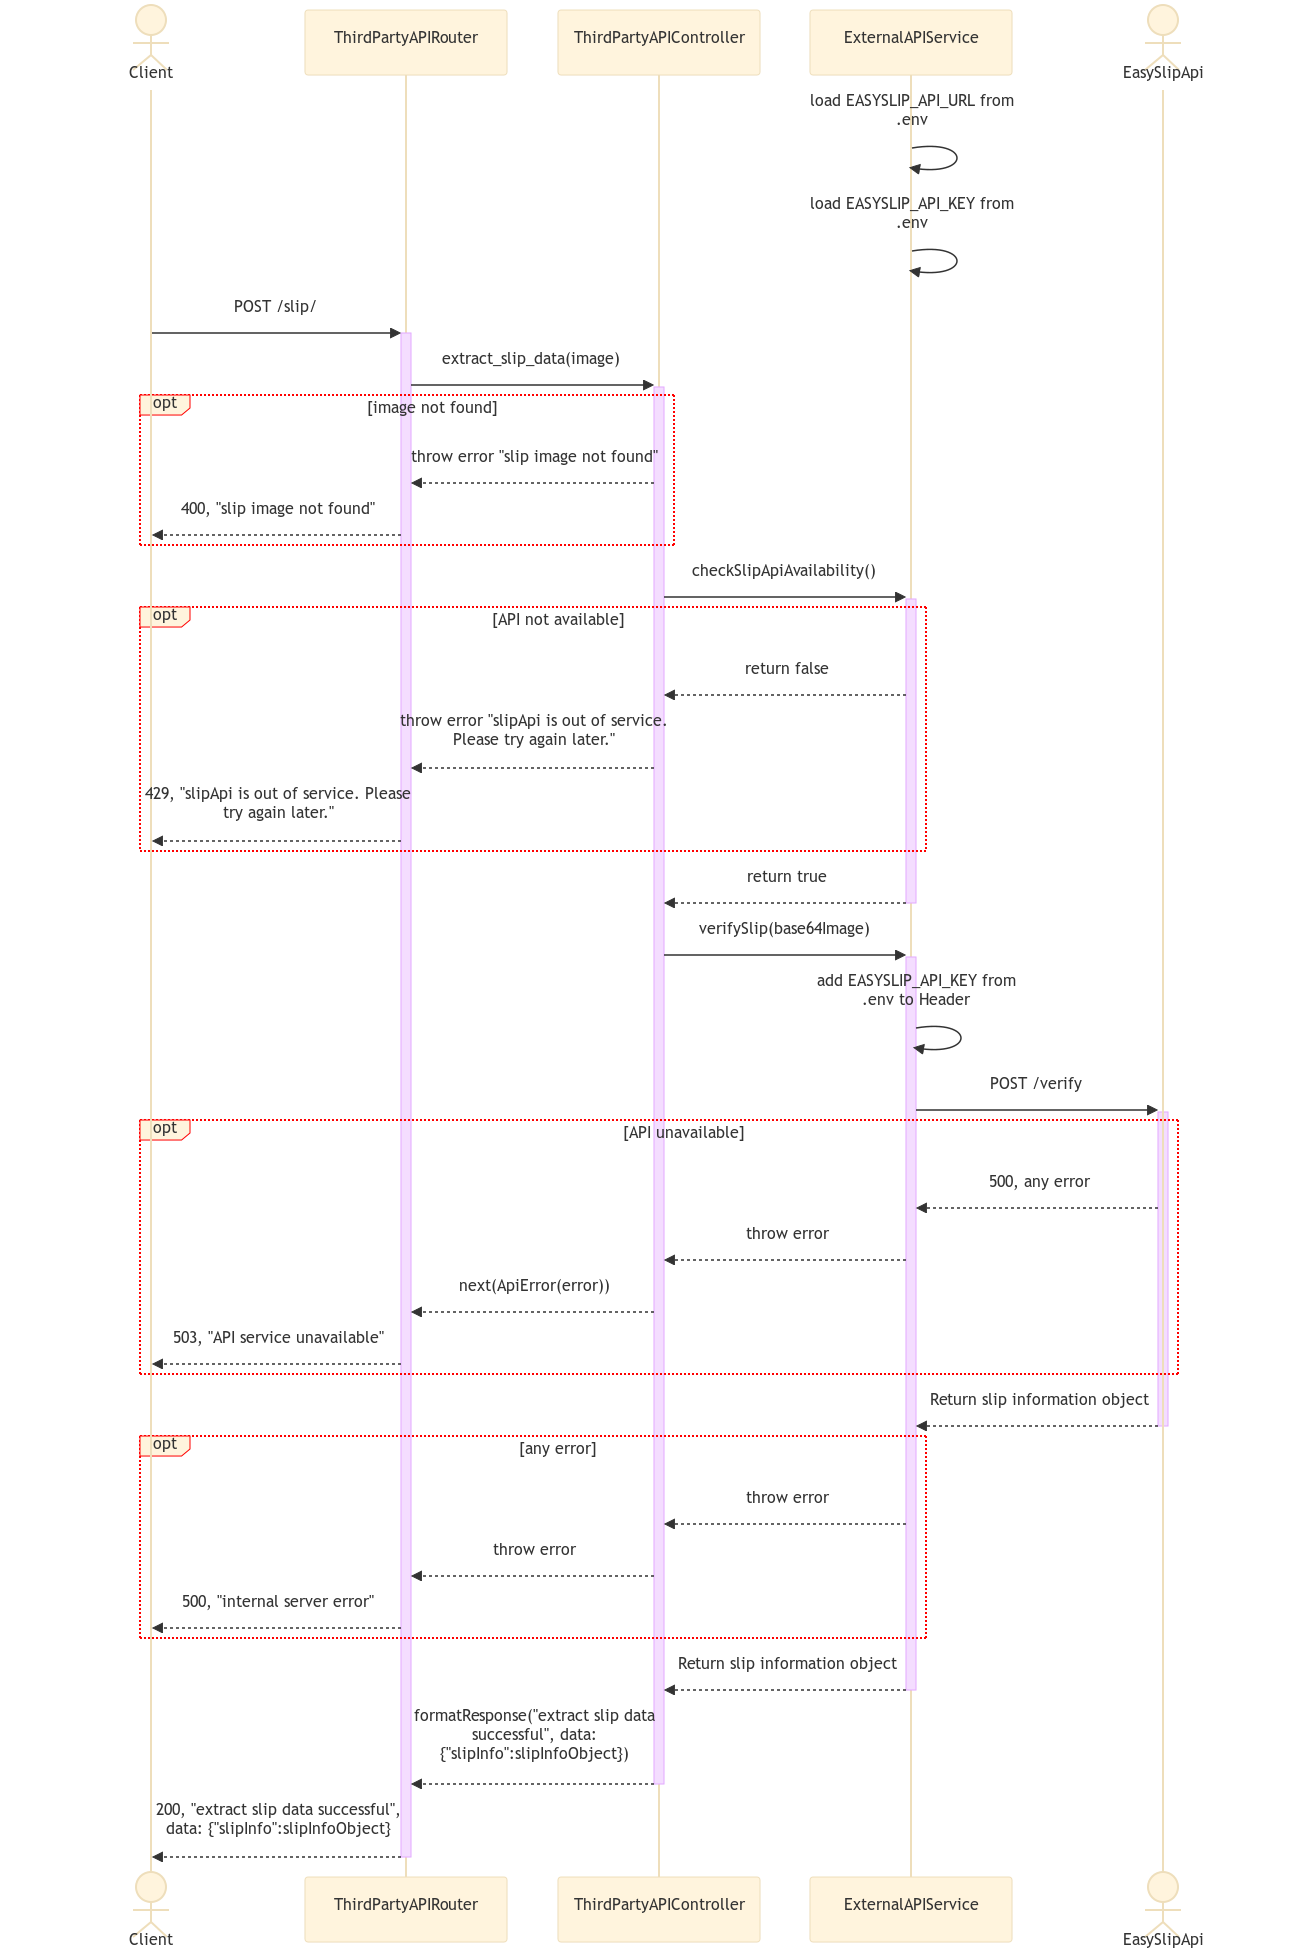 Client
ThirdPartyAPIRouter
ThirdPartyAPIController
ExternalAPIService
EasySlipApi
load EASYSLIP_API_URL from
.env
load EASYSLIP_API_KEY from
.env
POST /slip/
extract_slip_data(image)
opt
[image not found]
throw error "slip image not found"
400, "slip image not found"
checkSlipApiAvailability()
opt
[API not available]
return false
throw error "slipApi is out of service.
Please try again later."
429, "slipApi is out of service. Please
try again later."
return true
verifySlip(base64Image)
add EASYSLIP_API_KEY from
.env to Header
POST /verify
opt
[API unavailable]
500, any error
throw error
next(ApiError(error))
503, "API service unavailable"
Return slip information object
opt
[any error]
throw error
throw error
500, "internal server error"
Return slip information object
formatResponse("extract slip data
successful", data:
{"slipInfo":slipInfoObject})
200, "extract slip data successful",
data: {"slipInfo":slipInfoObject}
Client
ThirdPartyAPIRouter
ThirdPartyAPIController
ExternalAPIService
EasySlipApi